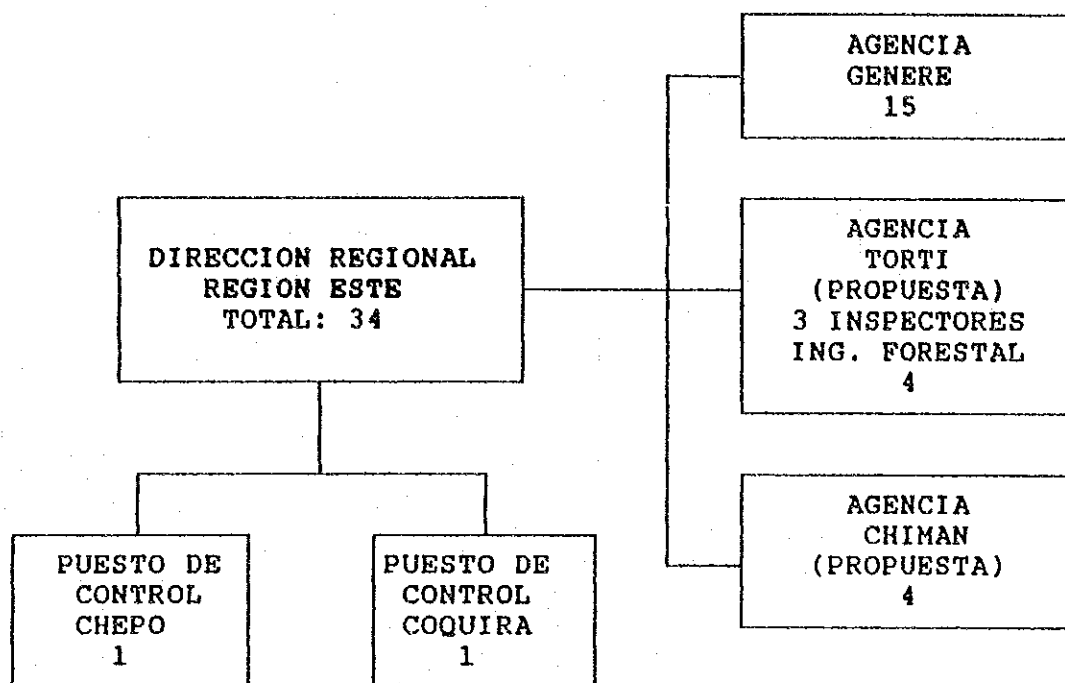 AGENCIA
GENERE
15
DIRECCION REGIONAL
REGION ESTE
TOTAL: 34
AGENCIA
TORTI
(PROPUESTA)
3 INSPECTORES
ING. FORESTAL
4
AGENCIA
CHIMAN
(PROPUESTA)
4
PUESTO DE
CONTROL
CHEPO
1
PUESTO DE
CONTROL
COQUIRA
1